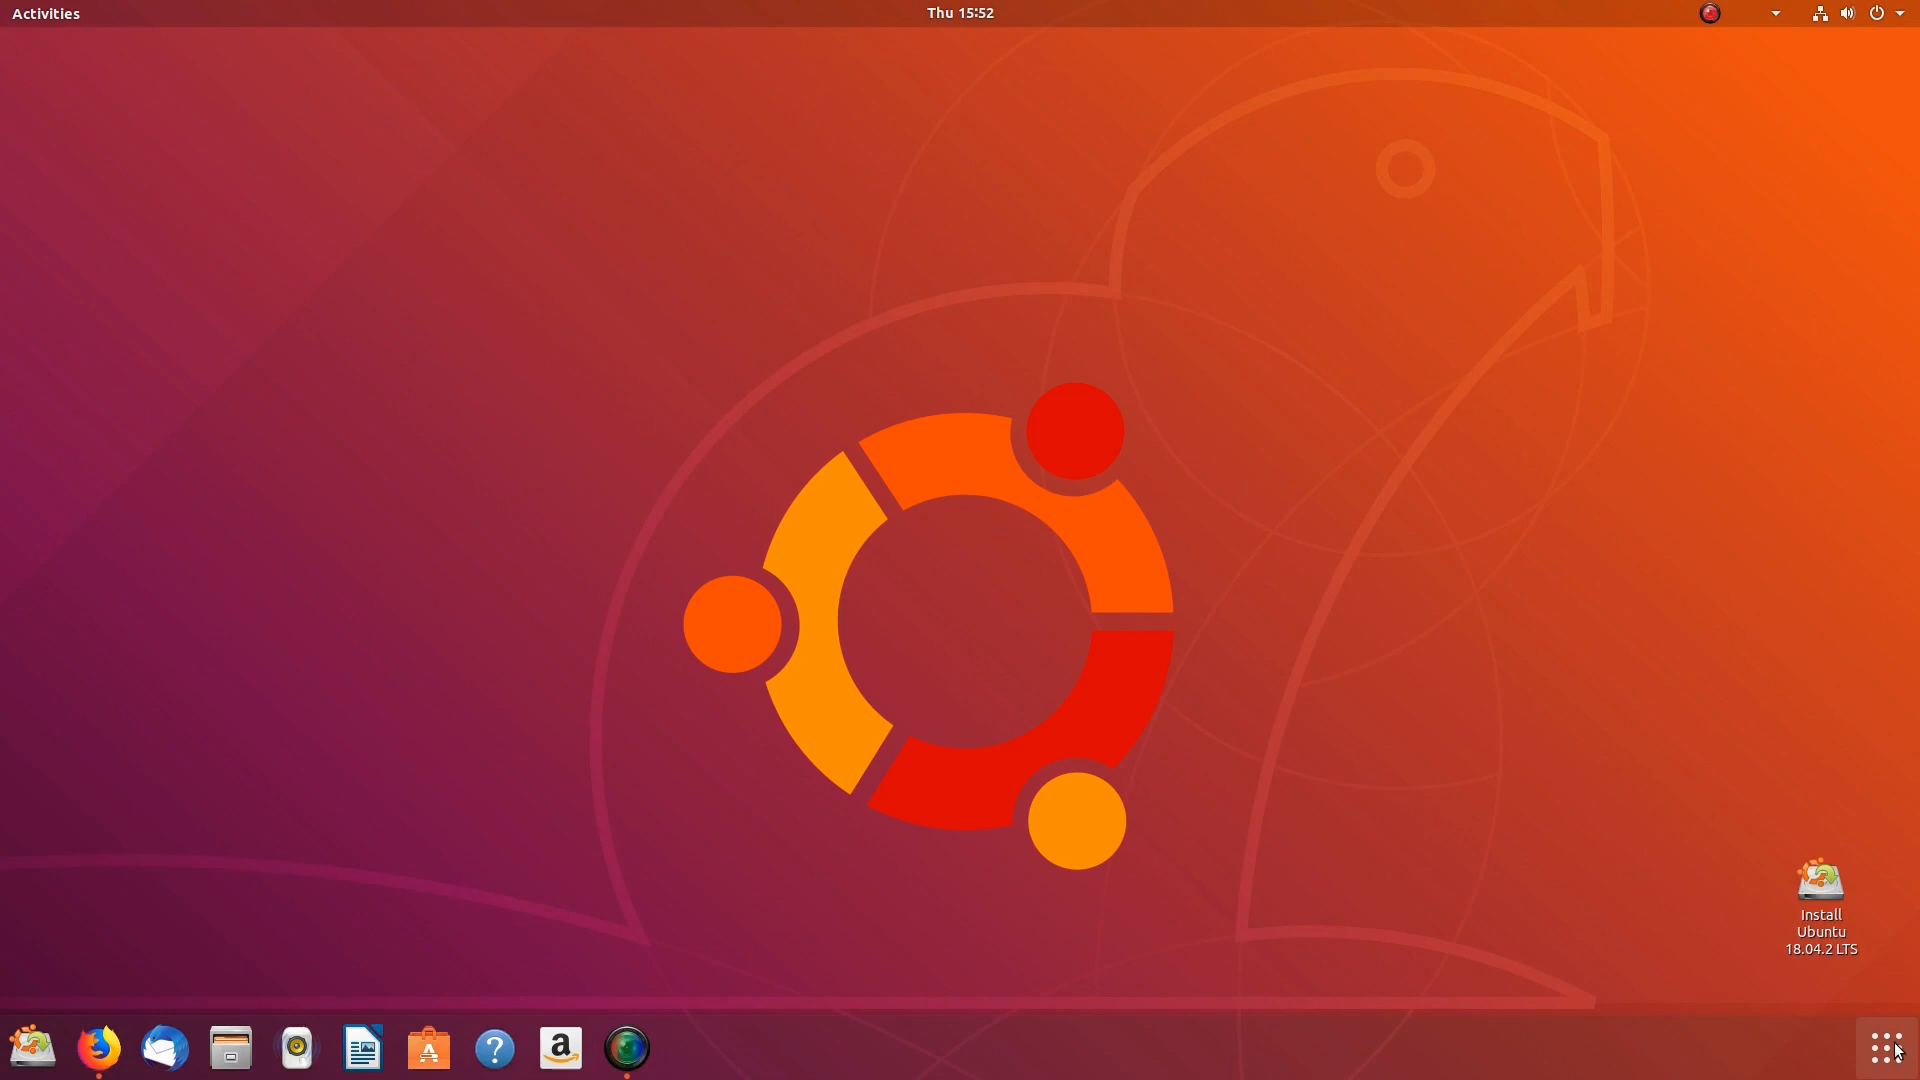 Activities
Thu 15:52
Install
Ubuntu
18.04.2 LTS
?
a